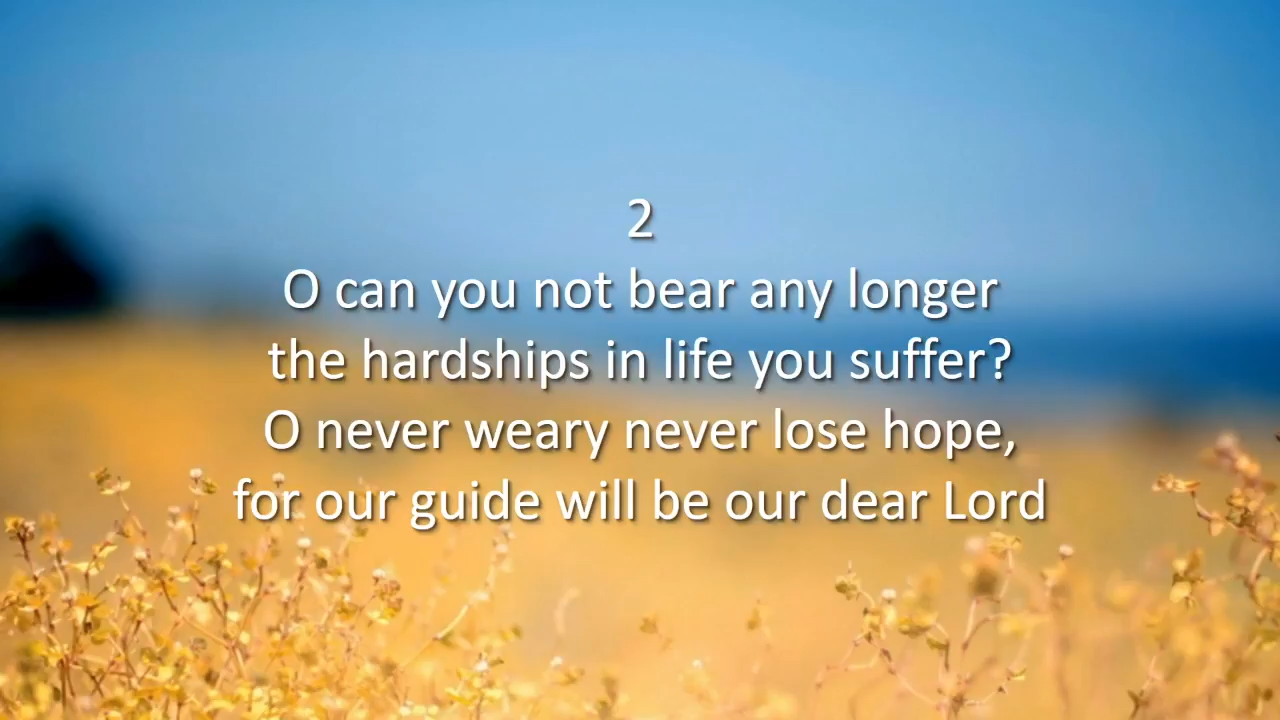 2
O can you not bear any longer
the hardships in life you suffer?
O never weary never lose hope,
for our guide will be our dear Lord